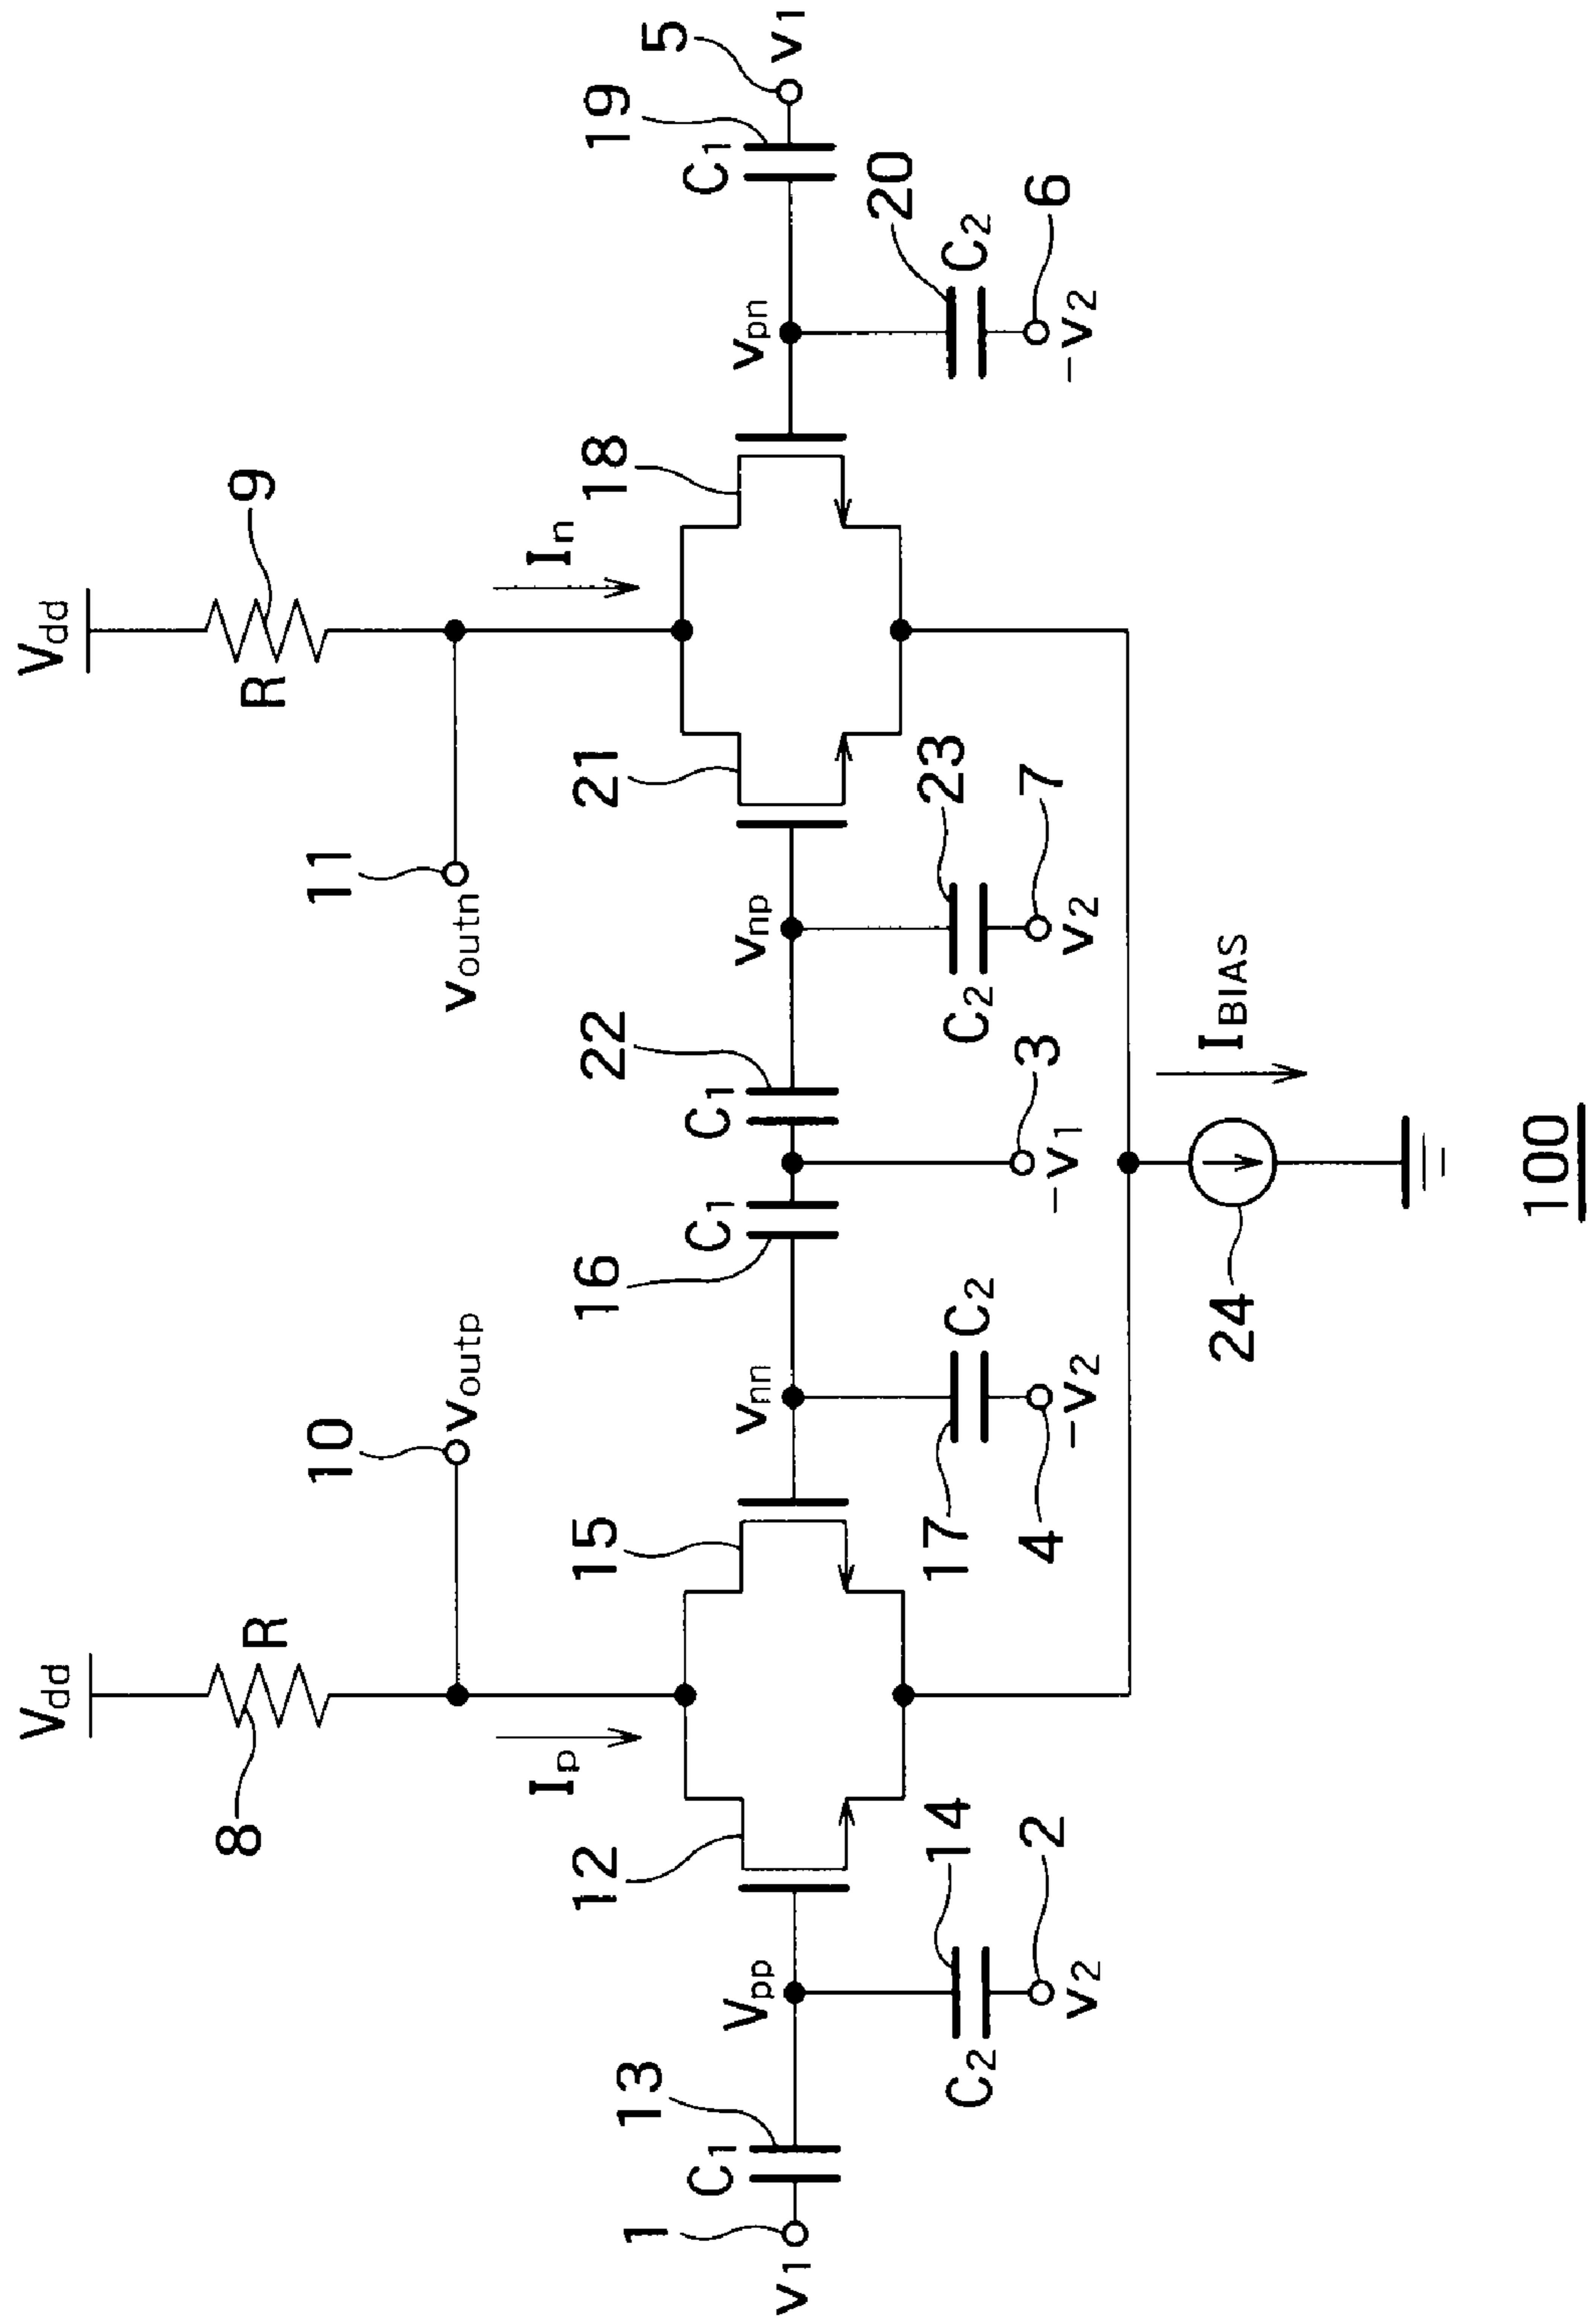 Vdd
Vdd
8
R
R
9
10
voutp
11
voutn
Ip
In
12
15
21
18
13
C1
Vpp
vnn
16
C1
C1
22
vnp
vpn
C1
19
5
v1
1
v1
C2
14
2
v2
17
C2
4
-v2
3
-v1
C2
23
7
v2
20
C2
6
-v2
24
IBIAS
100